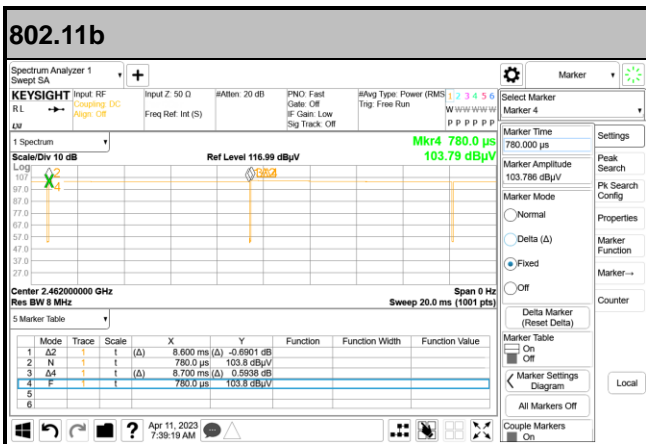 802.11b
Spectrum Analyzer 1
Swept SA
Marker
KEYSIGHT Input: RF Input Z: 50 Ω #Atten: 20 dB PNO: Fast #Avg Type: Power (RMS 1 2 3 4 5 6
RL Coupling: DC Gate: Off Trig: Free Run W W W W W W
Align: Off Freq Ref: Int (S) IF Gain: Low P P P P P P
Sig Track: Off
Select Marker
Marker 4
1 Spectrum
Mkr4 780.0 µs
Scale/Div 10 dB Ref Level 116.99 dBµV 103.79 dBµV
Log
107
97.0
87.0
77.0
67.0
57.0
47.0
37.0
27.0
Center 2.462000000 GHz Span 0 Hz
Res BW 8 MHz Sweep 20.0 ms (1001 pts)
5 Marker Table
Mode Trace Scale X Y Function Function Width Function Value
1 Δ2 1 t (Δ) 8.600 ms (Δ) -0.6901 dB
2 N 1 t 780.0 µs 103.8 dBµV
3 Δ4 1 t (Δ) 8.700 ms (Δ) 0.5938 dB
4 F 1 t 780.0 µs 103.8 dBµV
5
6
Marker Time
780.000 µs
Marker Amplitude
103.786 dBµV
Marker Mode
Normal
Delta (Δ)
Fixed
Off
Delta Marker
(Reset Delta)
Marker Table
On
Off
Marker Settings
Diagram
All Markers Off
Couple Markers
On
Settings
Peak
Search
Pk Search
Config
Properties
Marker
Function
Marker→
Counter
Local
Apr 11, 2023
7:39:19 AM